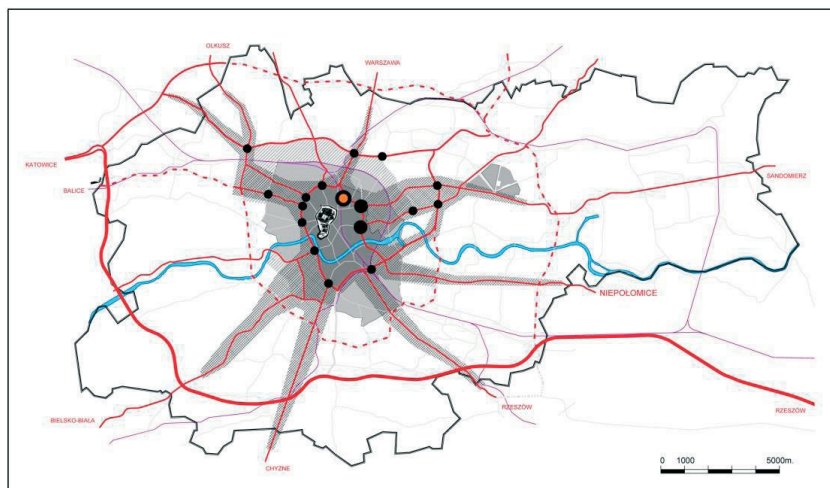 OLKUSZ
WARSZAWA
KATOWICE
BALICE
SANDOMIERZ
NIEPOŁOMICE
BIELSKO-BIAŁA
RZESZÓW
RZESZÓW
CHYŻNE
0 1000 5000m.